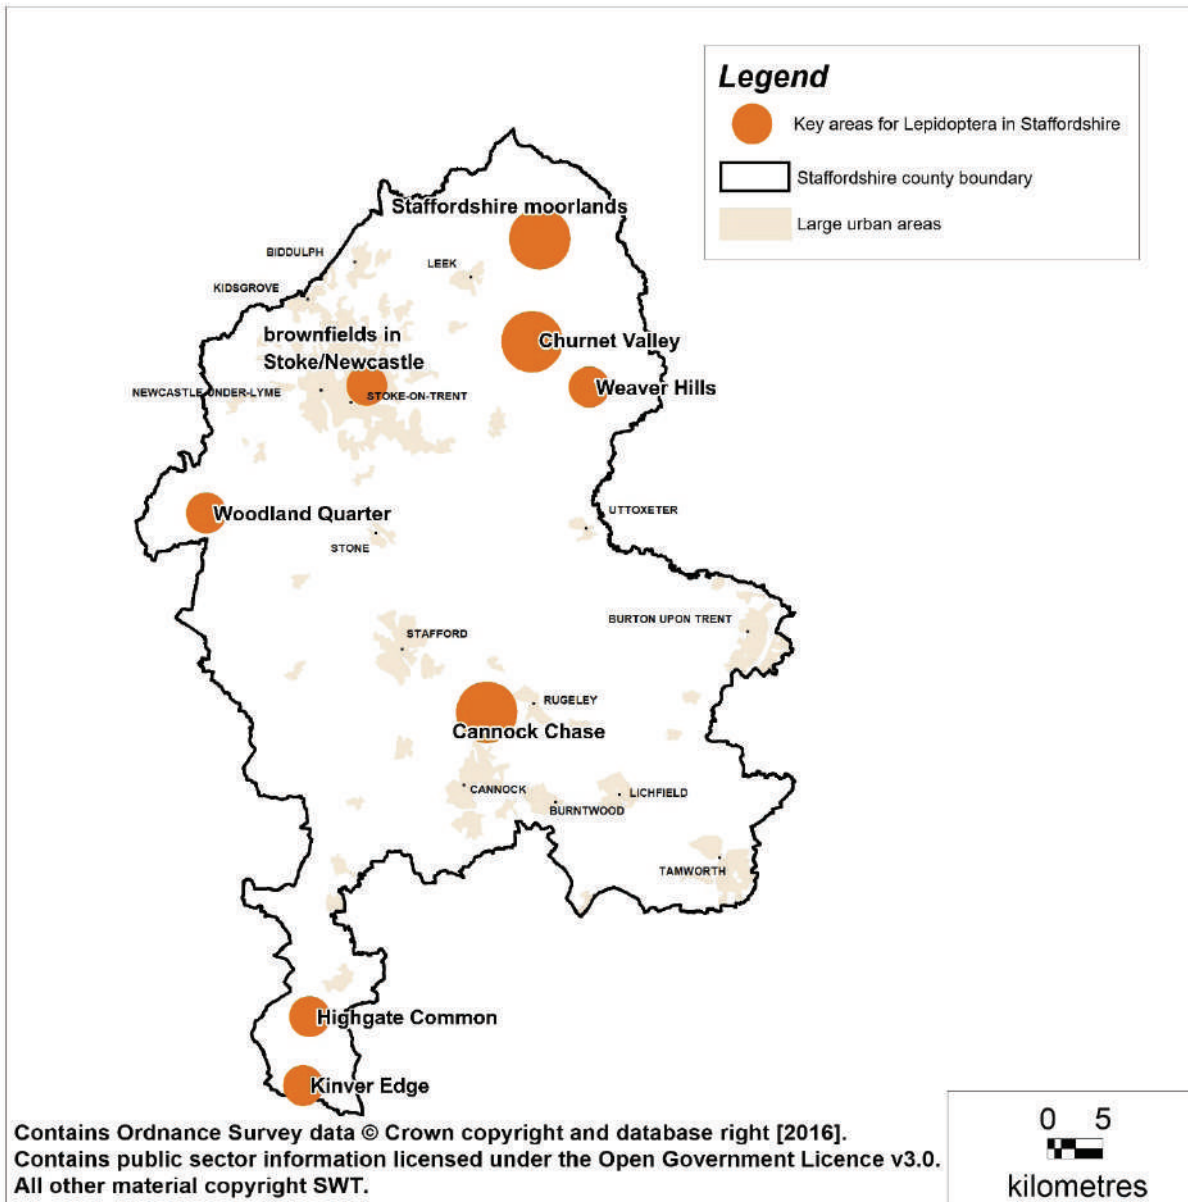 Legend
Key areas for Lepidoptera in Staffordshire
Staffordshire county boundary
Large urban areas
Staffordshire moorlands
BIDDULPH
LEEK
KIDSGROVE
brownfields in
Stoke/Newcastle
Churnet Valley
NEWCASTLE-UNDER-LYME
STOKE-ON-TRENT
Weaver Hills
Woodland Quarter
UTTOXETER
STONE
BURTON UPON TRENT
STAFFORD
RUGELEY
Cannock Chase
CANNOCK
LICHFIELD
BURNTWOOD
TAMWORTH
Highgate Common
Kinver Edge
Contains Ordnance Survey data © Crown copyright and database right [2016].
Contains public sector information licensed under the Open Government Licence v3.0.
All other material copyright SWT.
0 5
kilometres